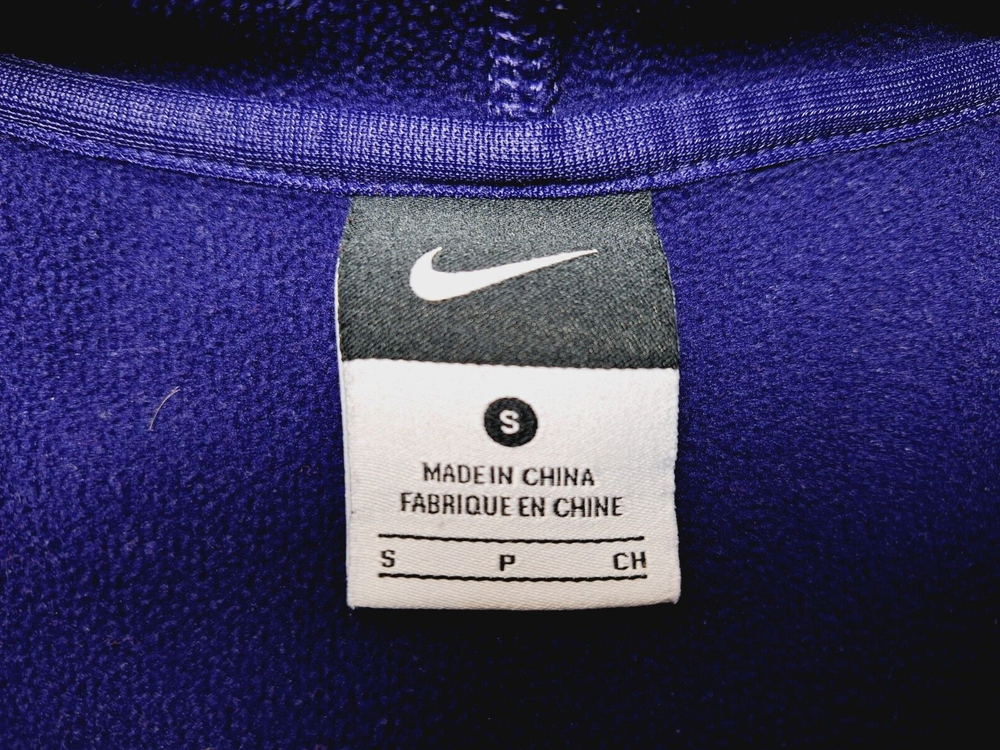 S
MADE IN CHINA
FABRIQUE EN CHINE
S P CH